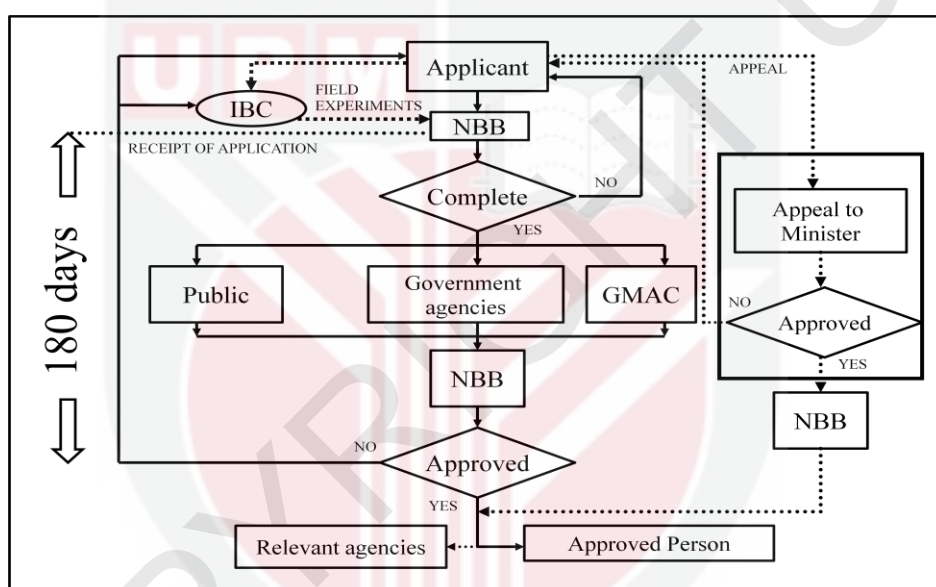 UPM
Applicant
APPEAL
IBC
FIELD
EXPERIMENTS
NBB
RECEIPT OF APPLICATION
Complete
NO
YES
Appeal to
Minister
180 days
Public
Government
agencies
GMAC
NO
Approved
YES
NBB
NBB
NO
Approved
YES
Relevant agencies
Approved Person